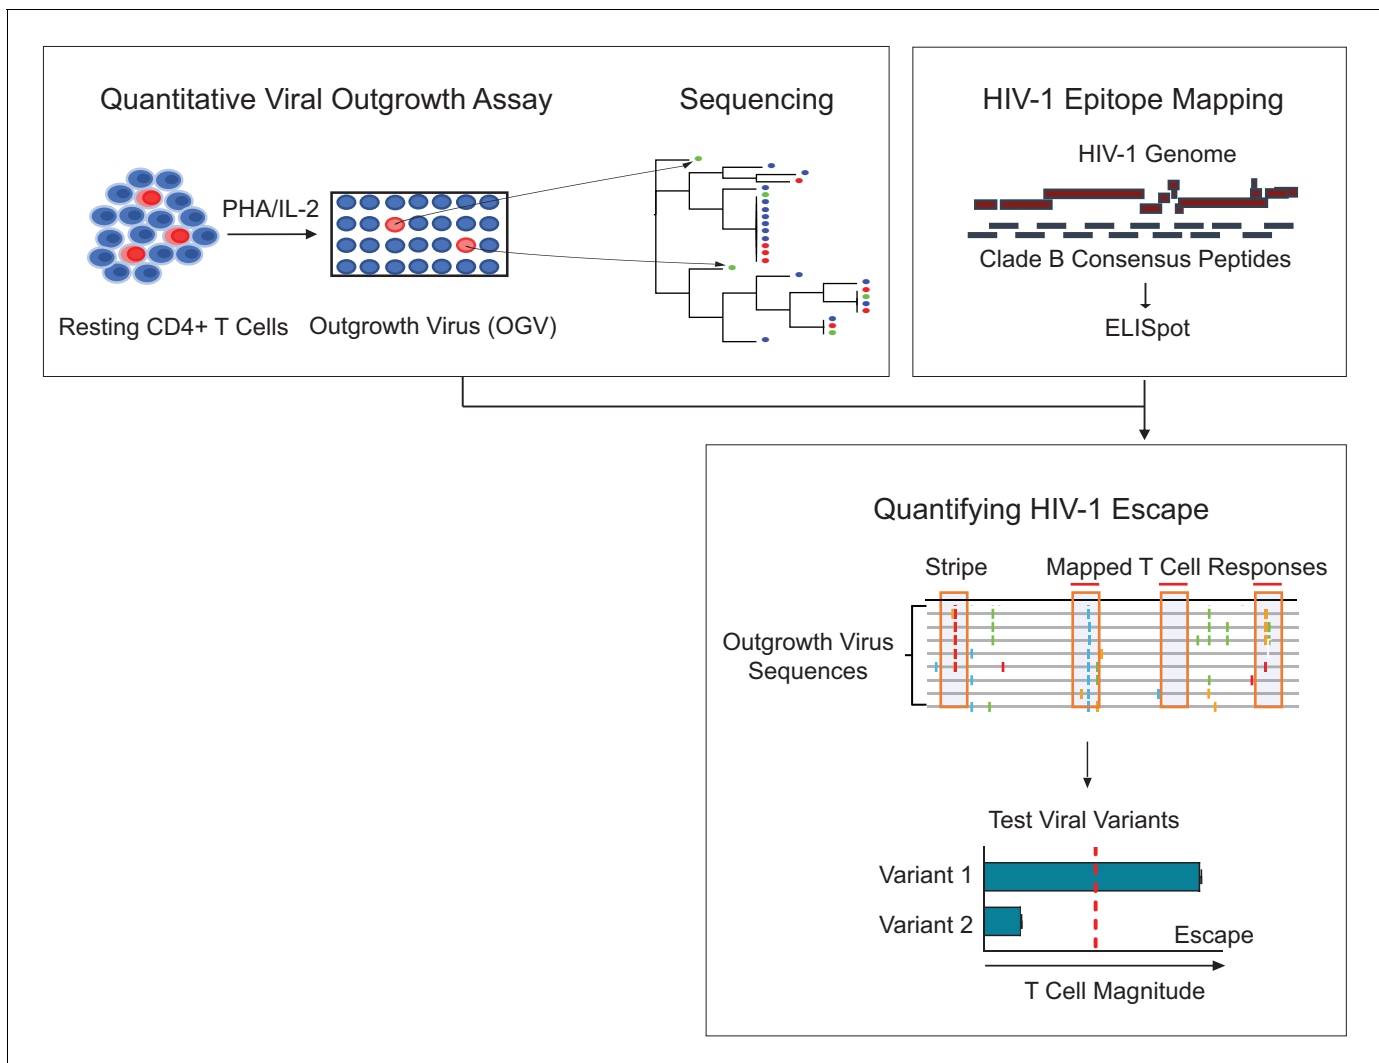 Quantitative Viral Outgrowth Assay
Sequencing
PHA/IL-2
Resting CD4+ T Cells
Outgrowth Virus (OGV)
HIV-1 Epitope Mapping
HIV-1 Genome
Clade B Consensus Peptides
ELISpot
Quantifying HIV-1 Escape
Stripe
Mapped T Cell Responses
Outgrowth Virus
Sequences
Test Viral Variants
Variant 1
Variant 2
Escape
T Cell Magnitude